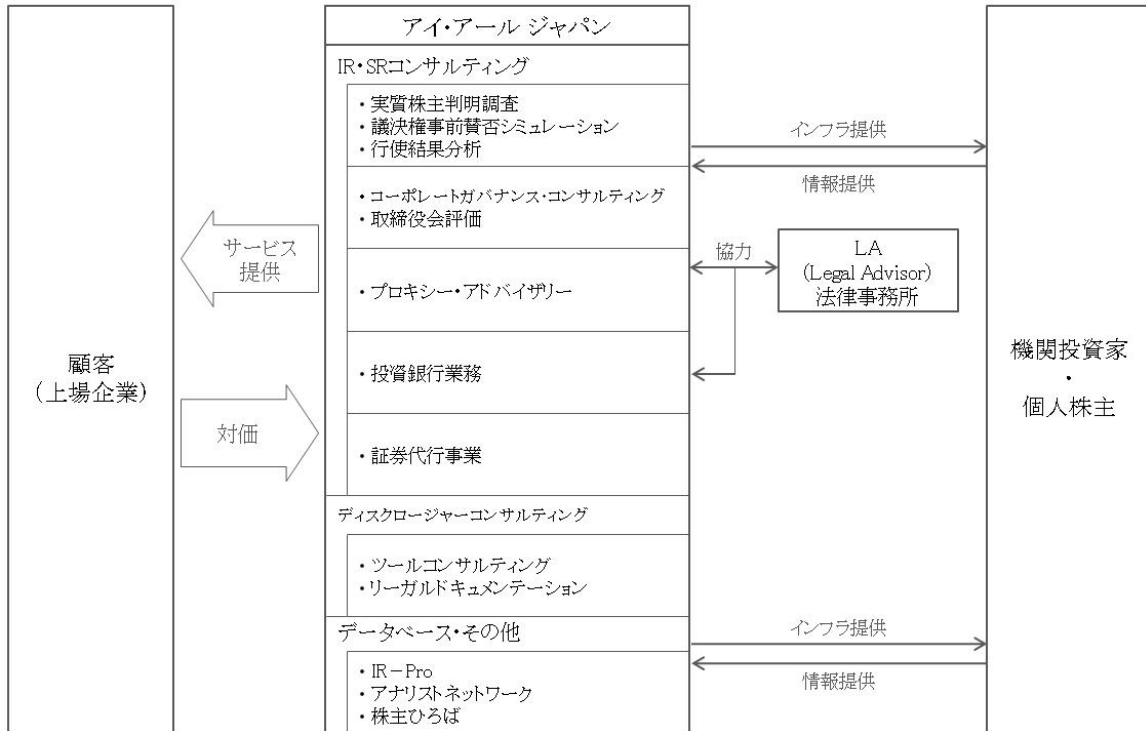 顧客
(上場企業)
サービス
提供
対価
アイ・アール ジャパン
IR・SRコンサルティング
・実質株主判明調査
・議決権事前賛否シミュレーション
・行使結果分析
・コーポレートガバナンス・コンサルティング
・取締役会評価
・プロキシー・アドバイザリー
・投資銀行業務
・証券代行事業
ディスクロージャーコンサルティング
・ツールコンサルティング
・リーガルドキュメンテーション
データベース・その他
・IR－Pro
・アナリストネットワーク
・株主ひろば
インフラ提供
情報提供
協力
LA
(Legal Advisor)
法律事務所
インフラ提供
情報提供
機関投資家
・
個人株主